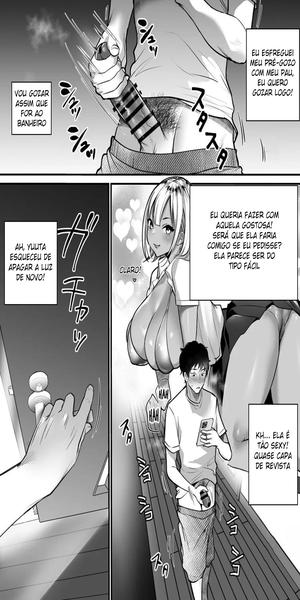 EU ESFREGUEI
MEU PRÉ-GOZO
COM MEU PAU,
EU QUERO
GOZAR LOGO!
VOU GOZAR
ASSIM QUE
FOR AO
BANHEIRO
スタ
スタ
EU QUERIA FAZER COM
AQUELA GOSTOSA!
SERÁ QUE ELA FARIA
COMIGO SE EU PEDISSE?
ELA PARECE SER DO
TIPO FÁCIL
CLARO!
AH, YUUTA
ESQUECEU DE
APAGAR A LUZ
DE NOVO!
ガチャッ
HAH
HAH
KH... ELA É
TÃO SEXY!
QUASE CAPA
DE REVISTA